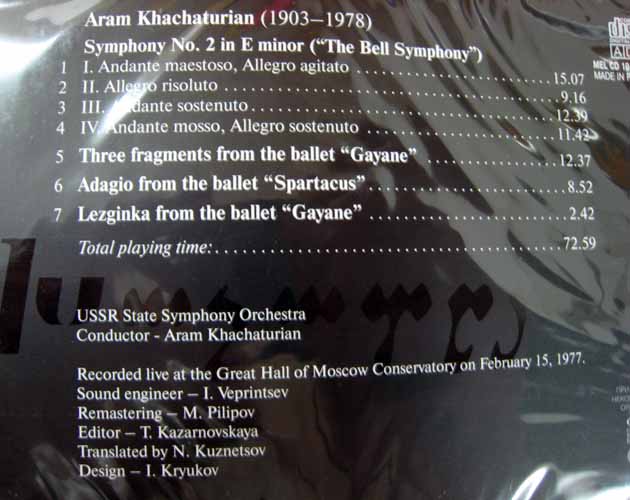 Aram Khachaturian (1903–1978)
Symphony No. 2 in E minor ("The Bell Symphony")
1 I. Andante maestoso, Allegro agitato 15.07
2 II. Allegro risoluto 9.16
3 III. Andante sostenuto 12.39
4 IV. Andante mosso, Allegro sostenuto 11.42
5 Three fragments from the ballet "Gayane" 12.37
6 Adagio from the ballet "Spartacus" 8.52
7 Lezginka from the ballet "Gayane" 2.42
Total playing time: 72.59
USSR State Symphony Orchestra
Conductor - Aram Khachaturian
Recorded live at the Great Hall of Moscow Conservatory on February 15, 1977.
Sound engineer – I. Veprintsev
Remastering – M. Pilipov
Editor – T. Kazarnovskaya
Translated by N. Kuznetsov
Design – I. Kryukov
MEL CD 10
MADE IN